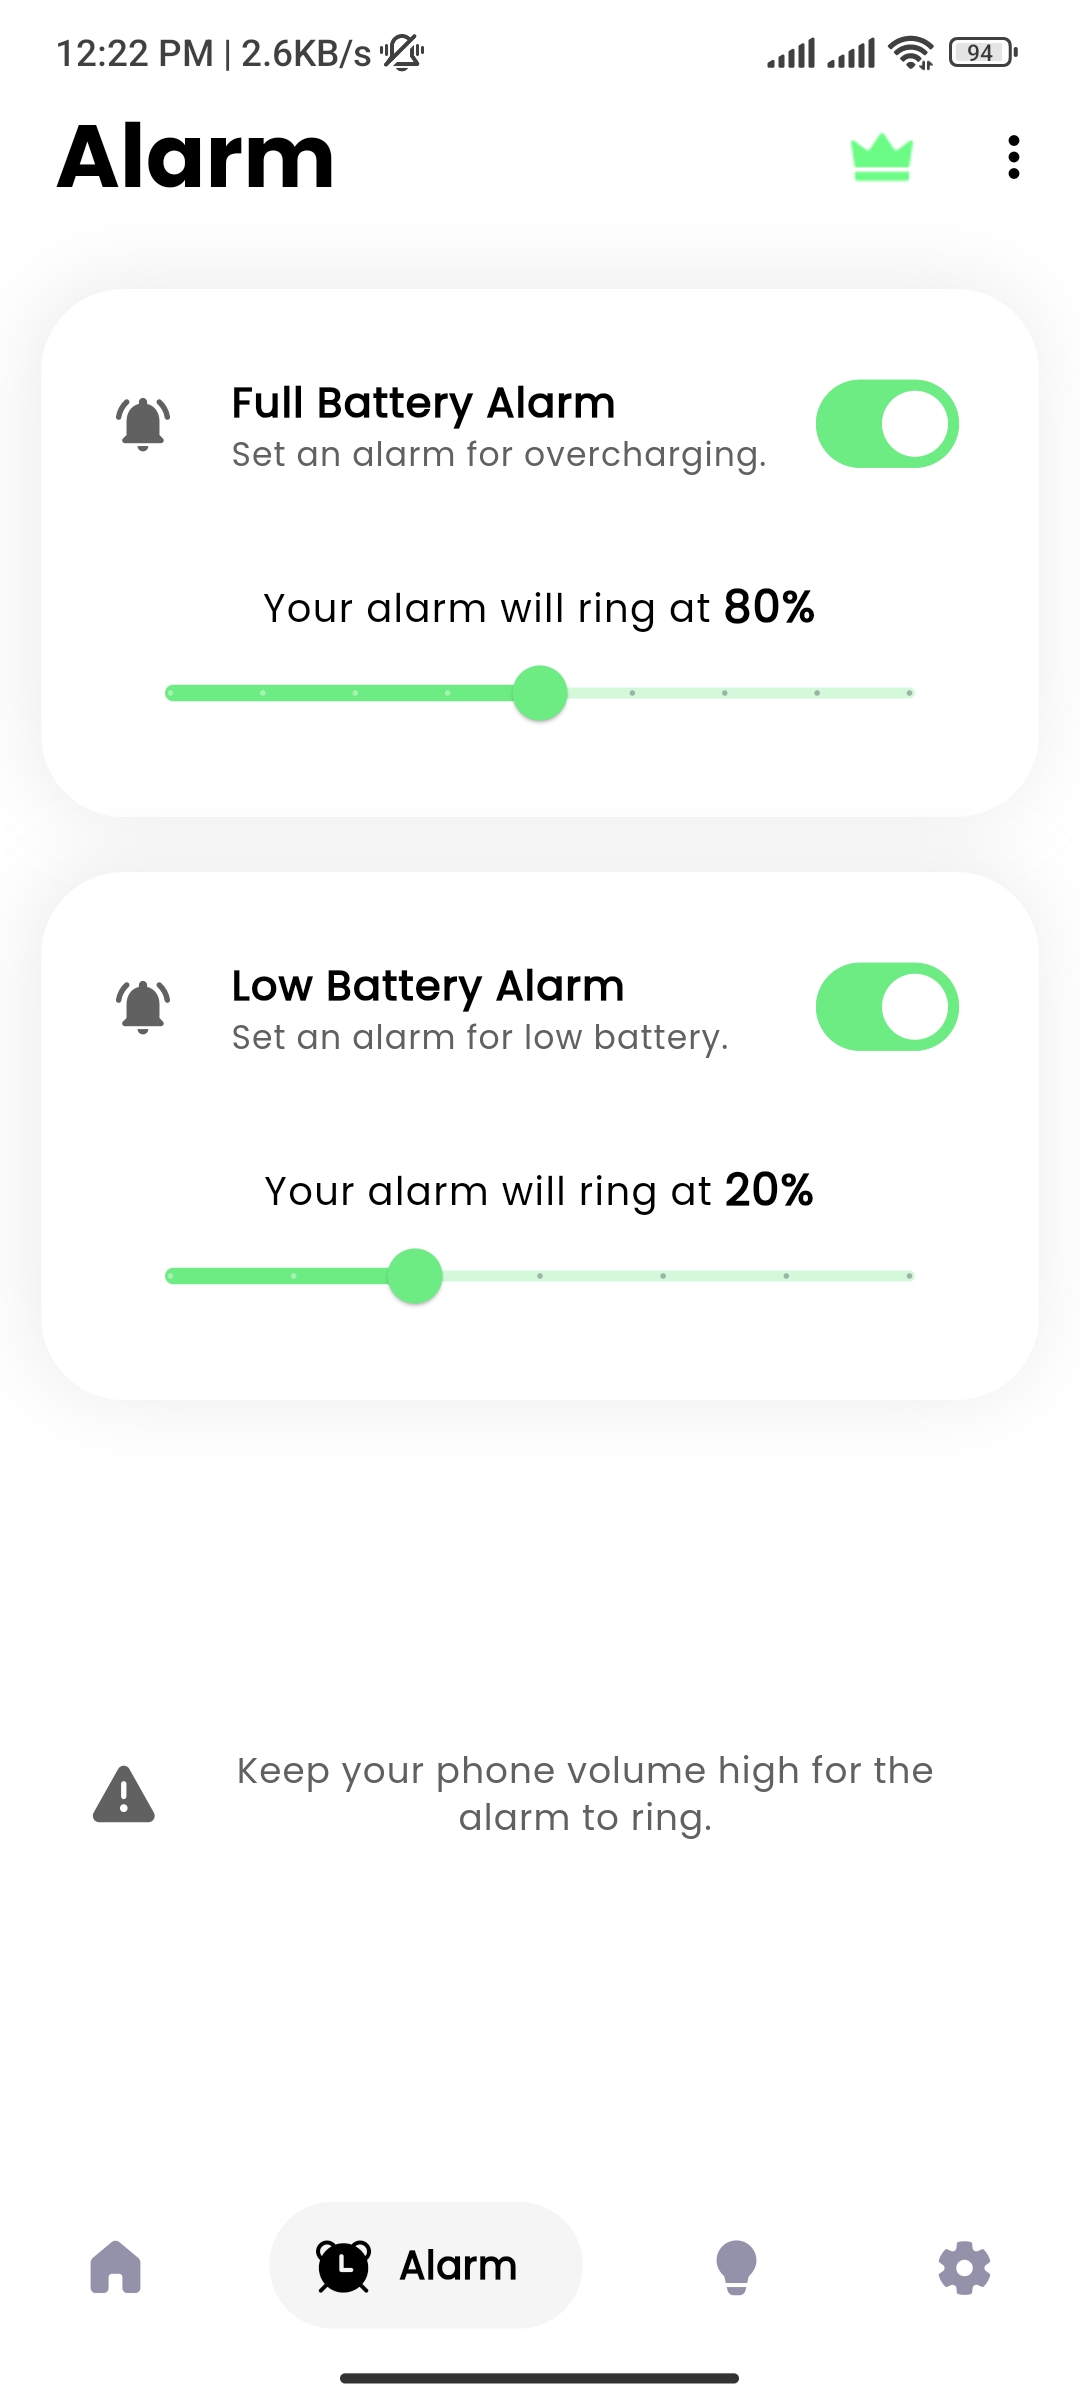 12:22 PM | 2.6KB/s
94
Alarm
Full Battery Alarm
Set an alarm for overcharging.
Your alarm will ring at 80%
Low Battery Alarm
Set an alarm for low battery.
Your alarm will ring at 20%
Keep your phone volume high for the
alarm to ring.
Alarm